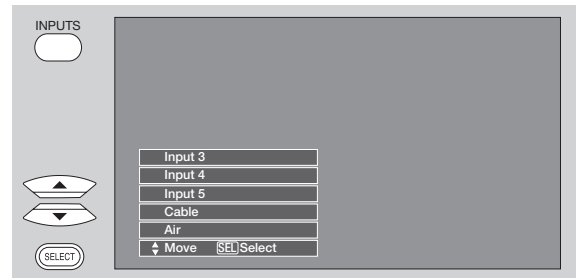 INPUTS
Input 3
Input 4
Input 5
Cable
Air
Move SEL Select
SELECT